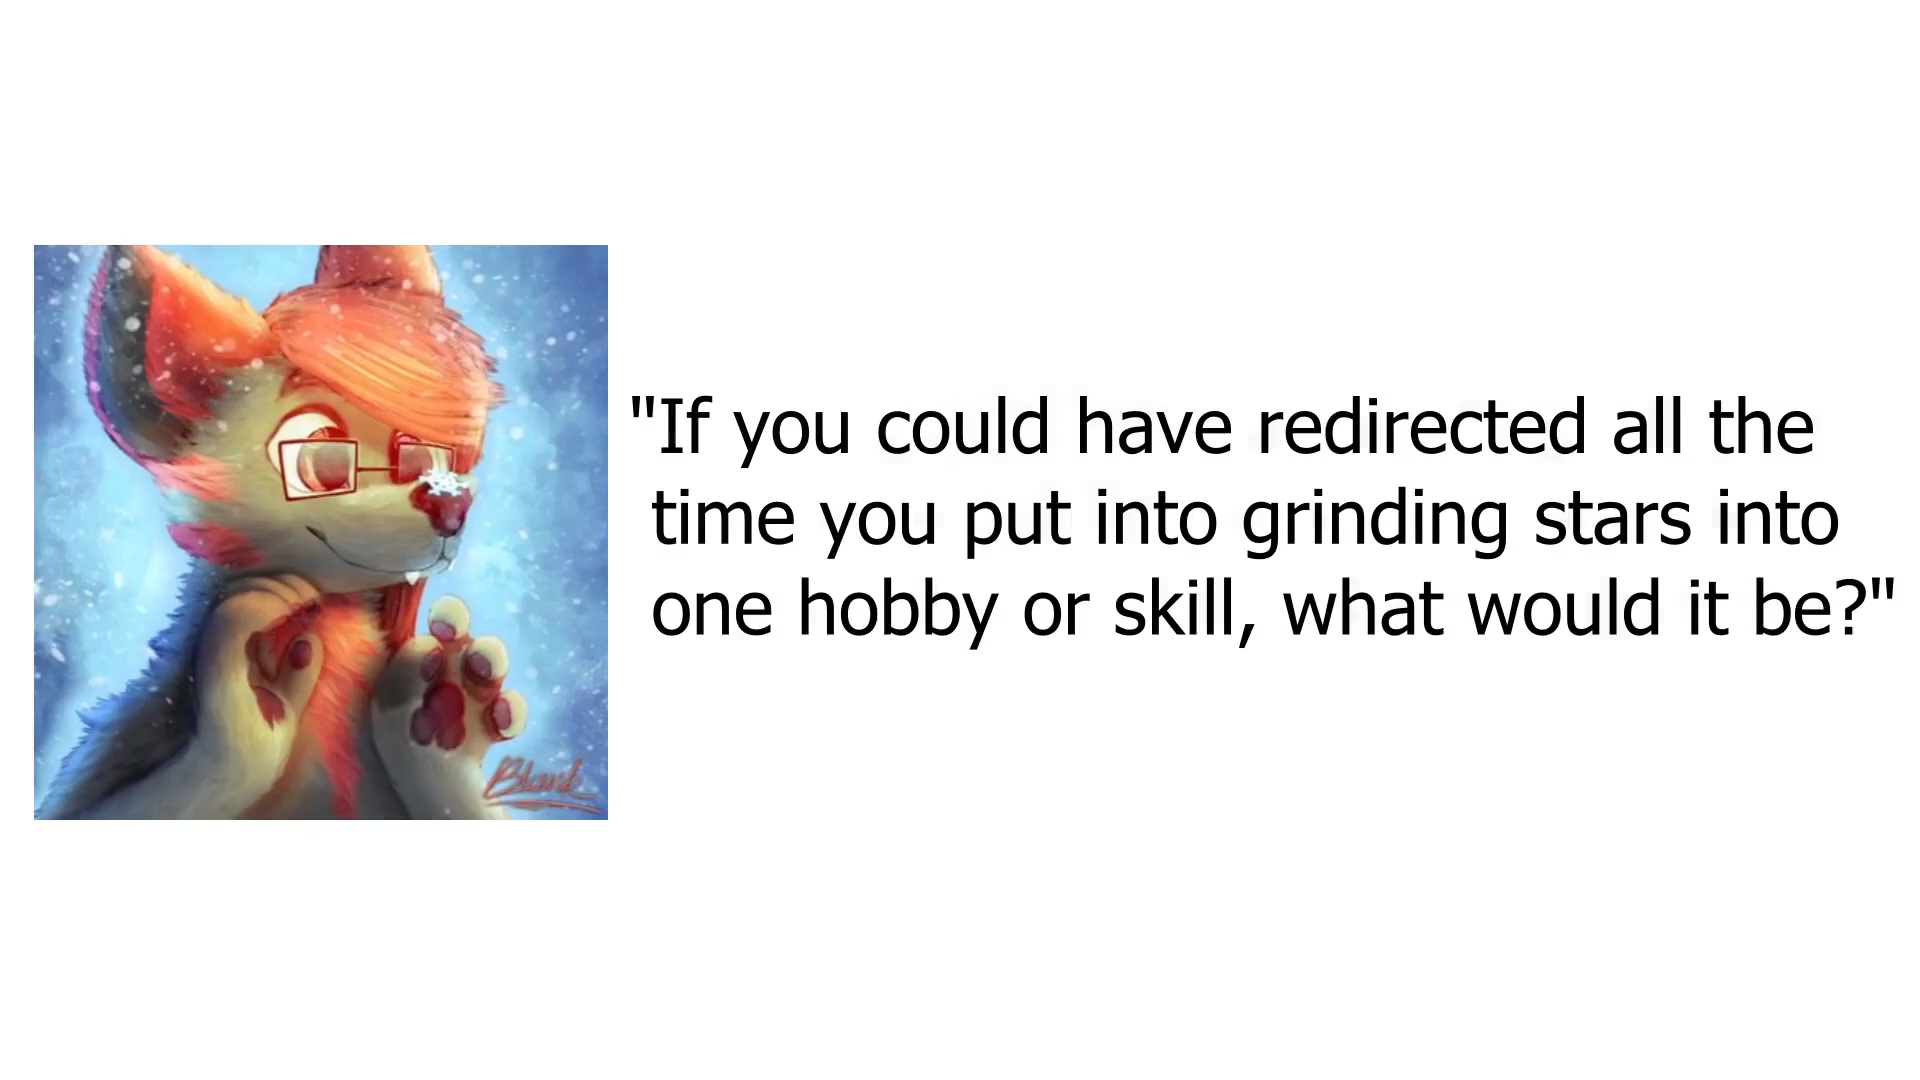 "If you could have redirected all the
time you put into grinding stars into
one hobby or skill, what would it be?"
Blank